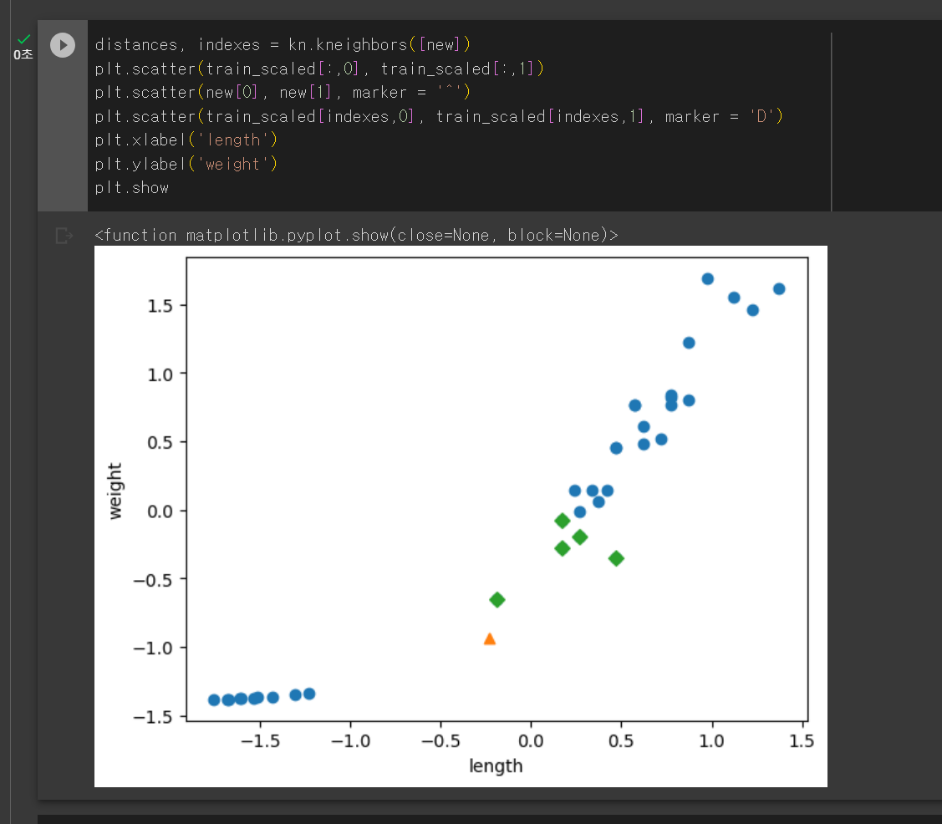 0초
distances, indexes = kn.kneighbors([new])
plt.scatter(train_scaled[:,0], train_scaled[:,1])
plt.scatter(new[0], new[1], marker = '^')
plt.scatter(train_scaled[indexes,0], train_scaled[indexes,1], marker = 'D')
plt.xlabel('length')
plt.ylabel('weight')
plt.show
<function matplotlib.pyplot.show(close=None, block=None)>
1.5
1.0
0.5
0.0
−0.5
−1.0
−1.5
weight
−1.5 −1.0 −0.5 0.0 0.5 1.0 1.5
length